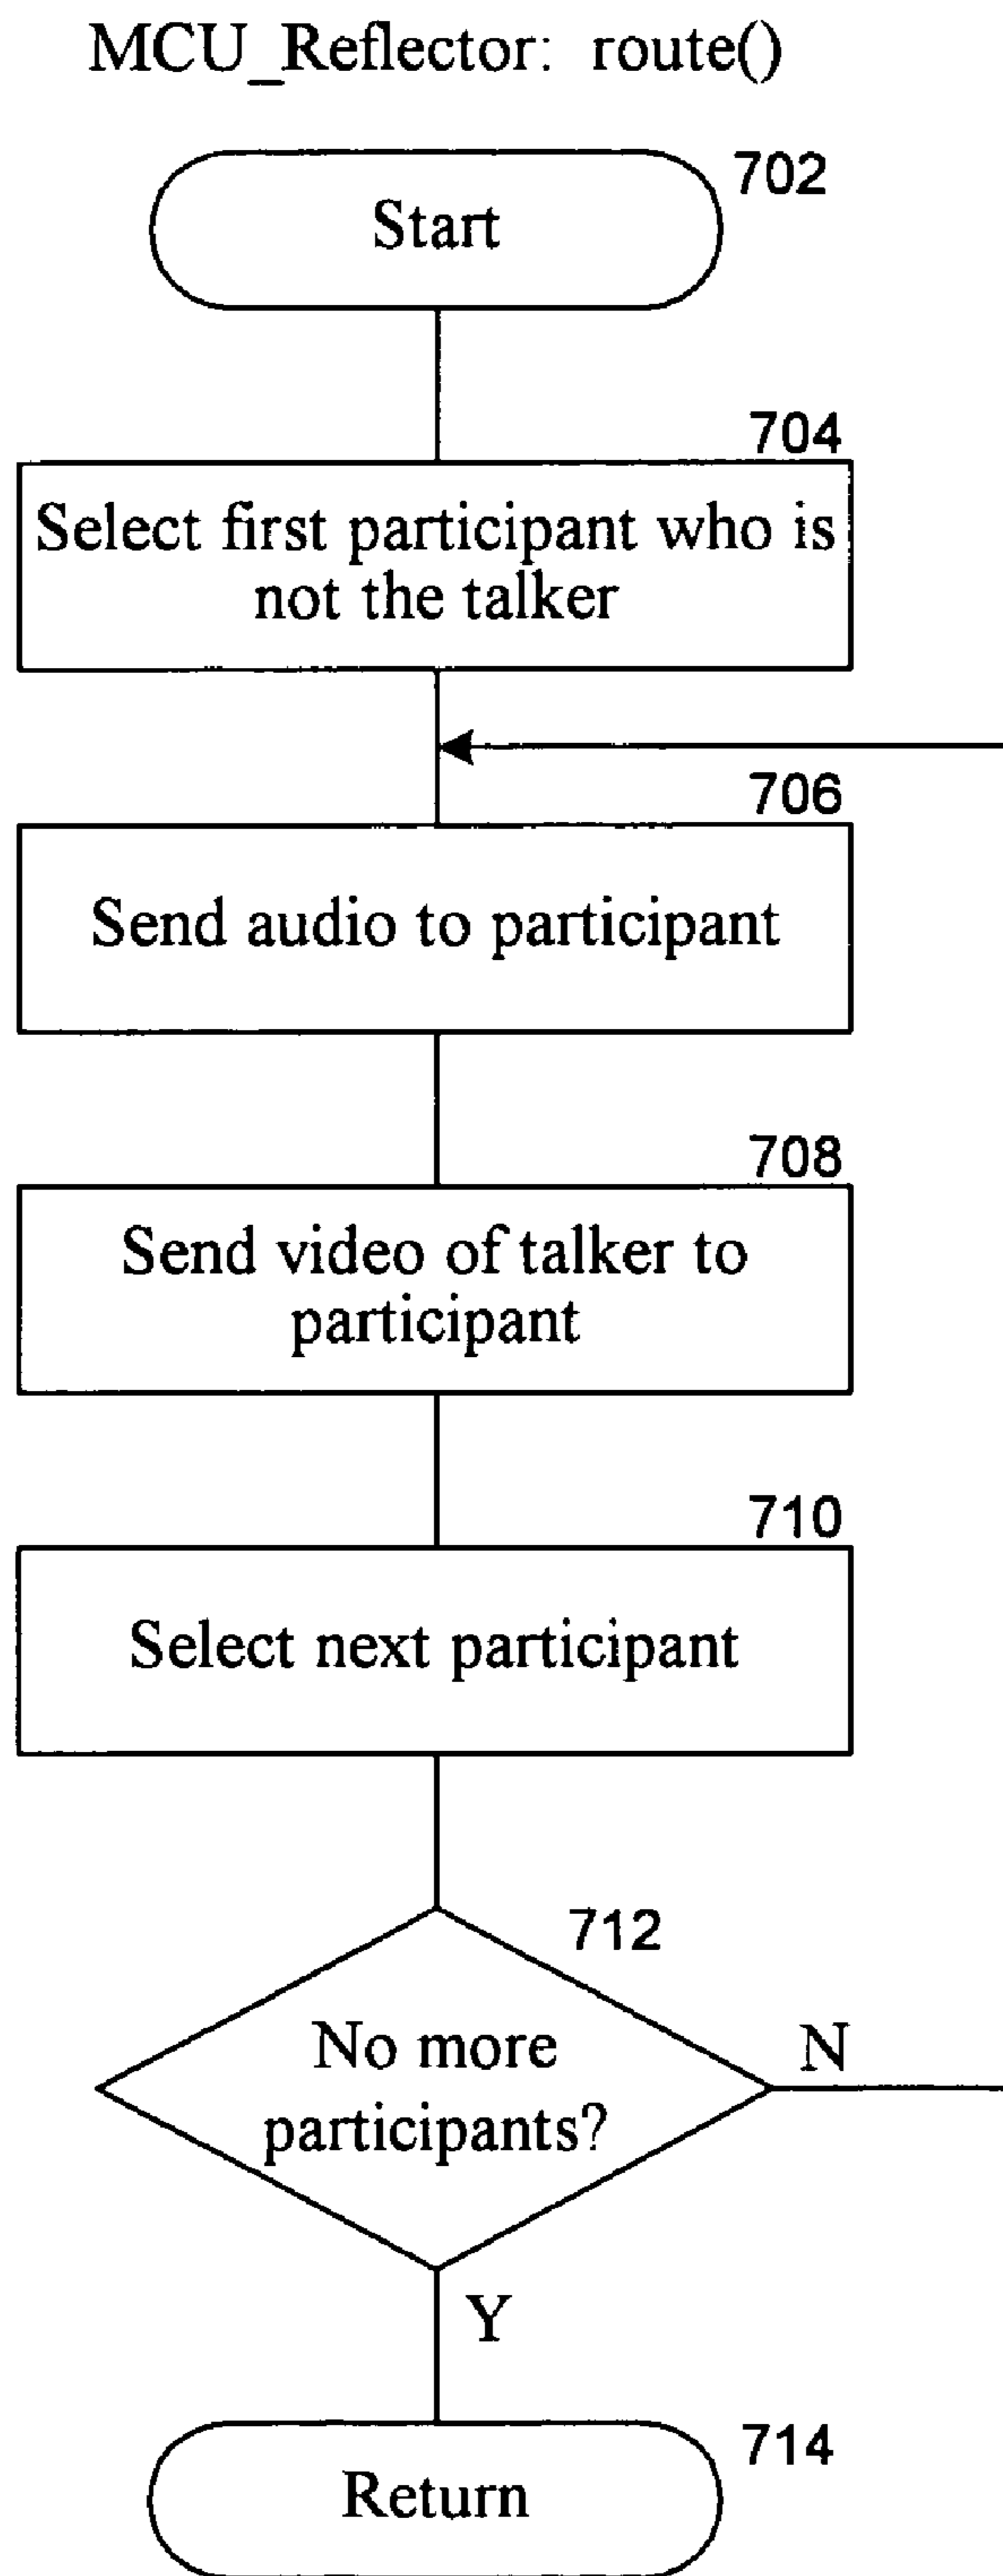 MCU_Reflector: route()
702
Start
704
Select first participant who is
not the talker
706
Send audio to participant
708
Send video of talker to
participant
710
Select next participant
712
No more
participants?
N
Y
714
Return